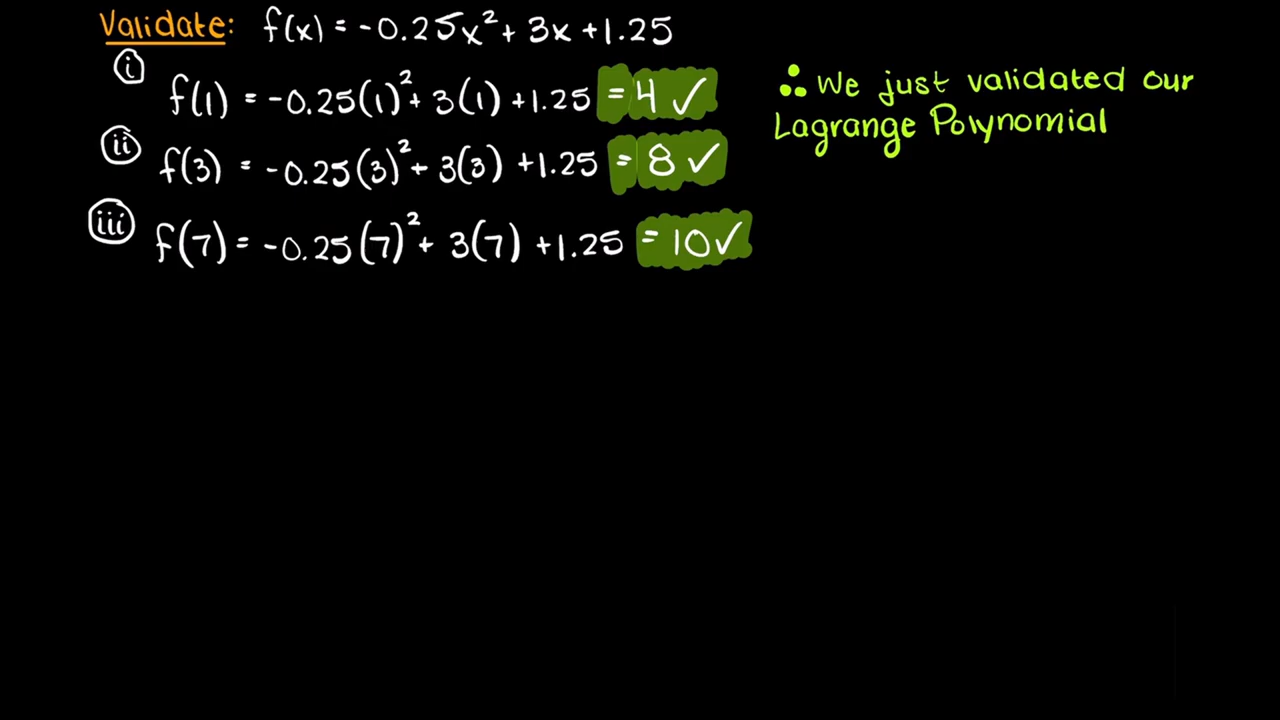 Validate: f(x) = -0.25x² + 3x + 1.25
(i)
f(1) = -0.25(1)² + 3(1) + 1.25 = 4 ✓
(ii)
f(3) = -0.25(3)² + 3(3) + 1.25 = 8 ✓
(iii)
f(7) = -0.25(7)² + 3(7) + 1.25 = 10 ✓
∴ We just validated our
Lagrange Polynomial